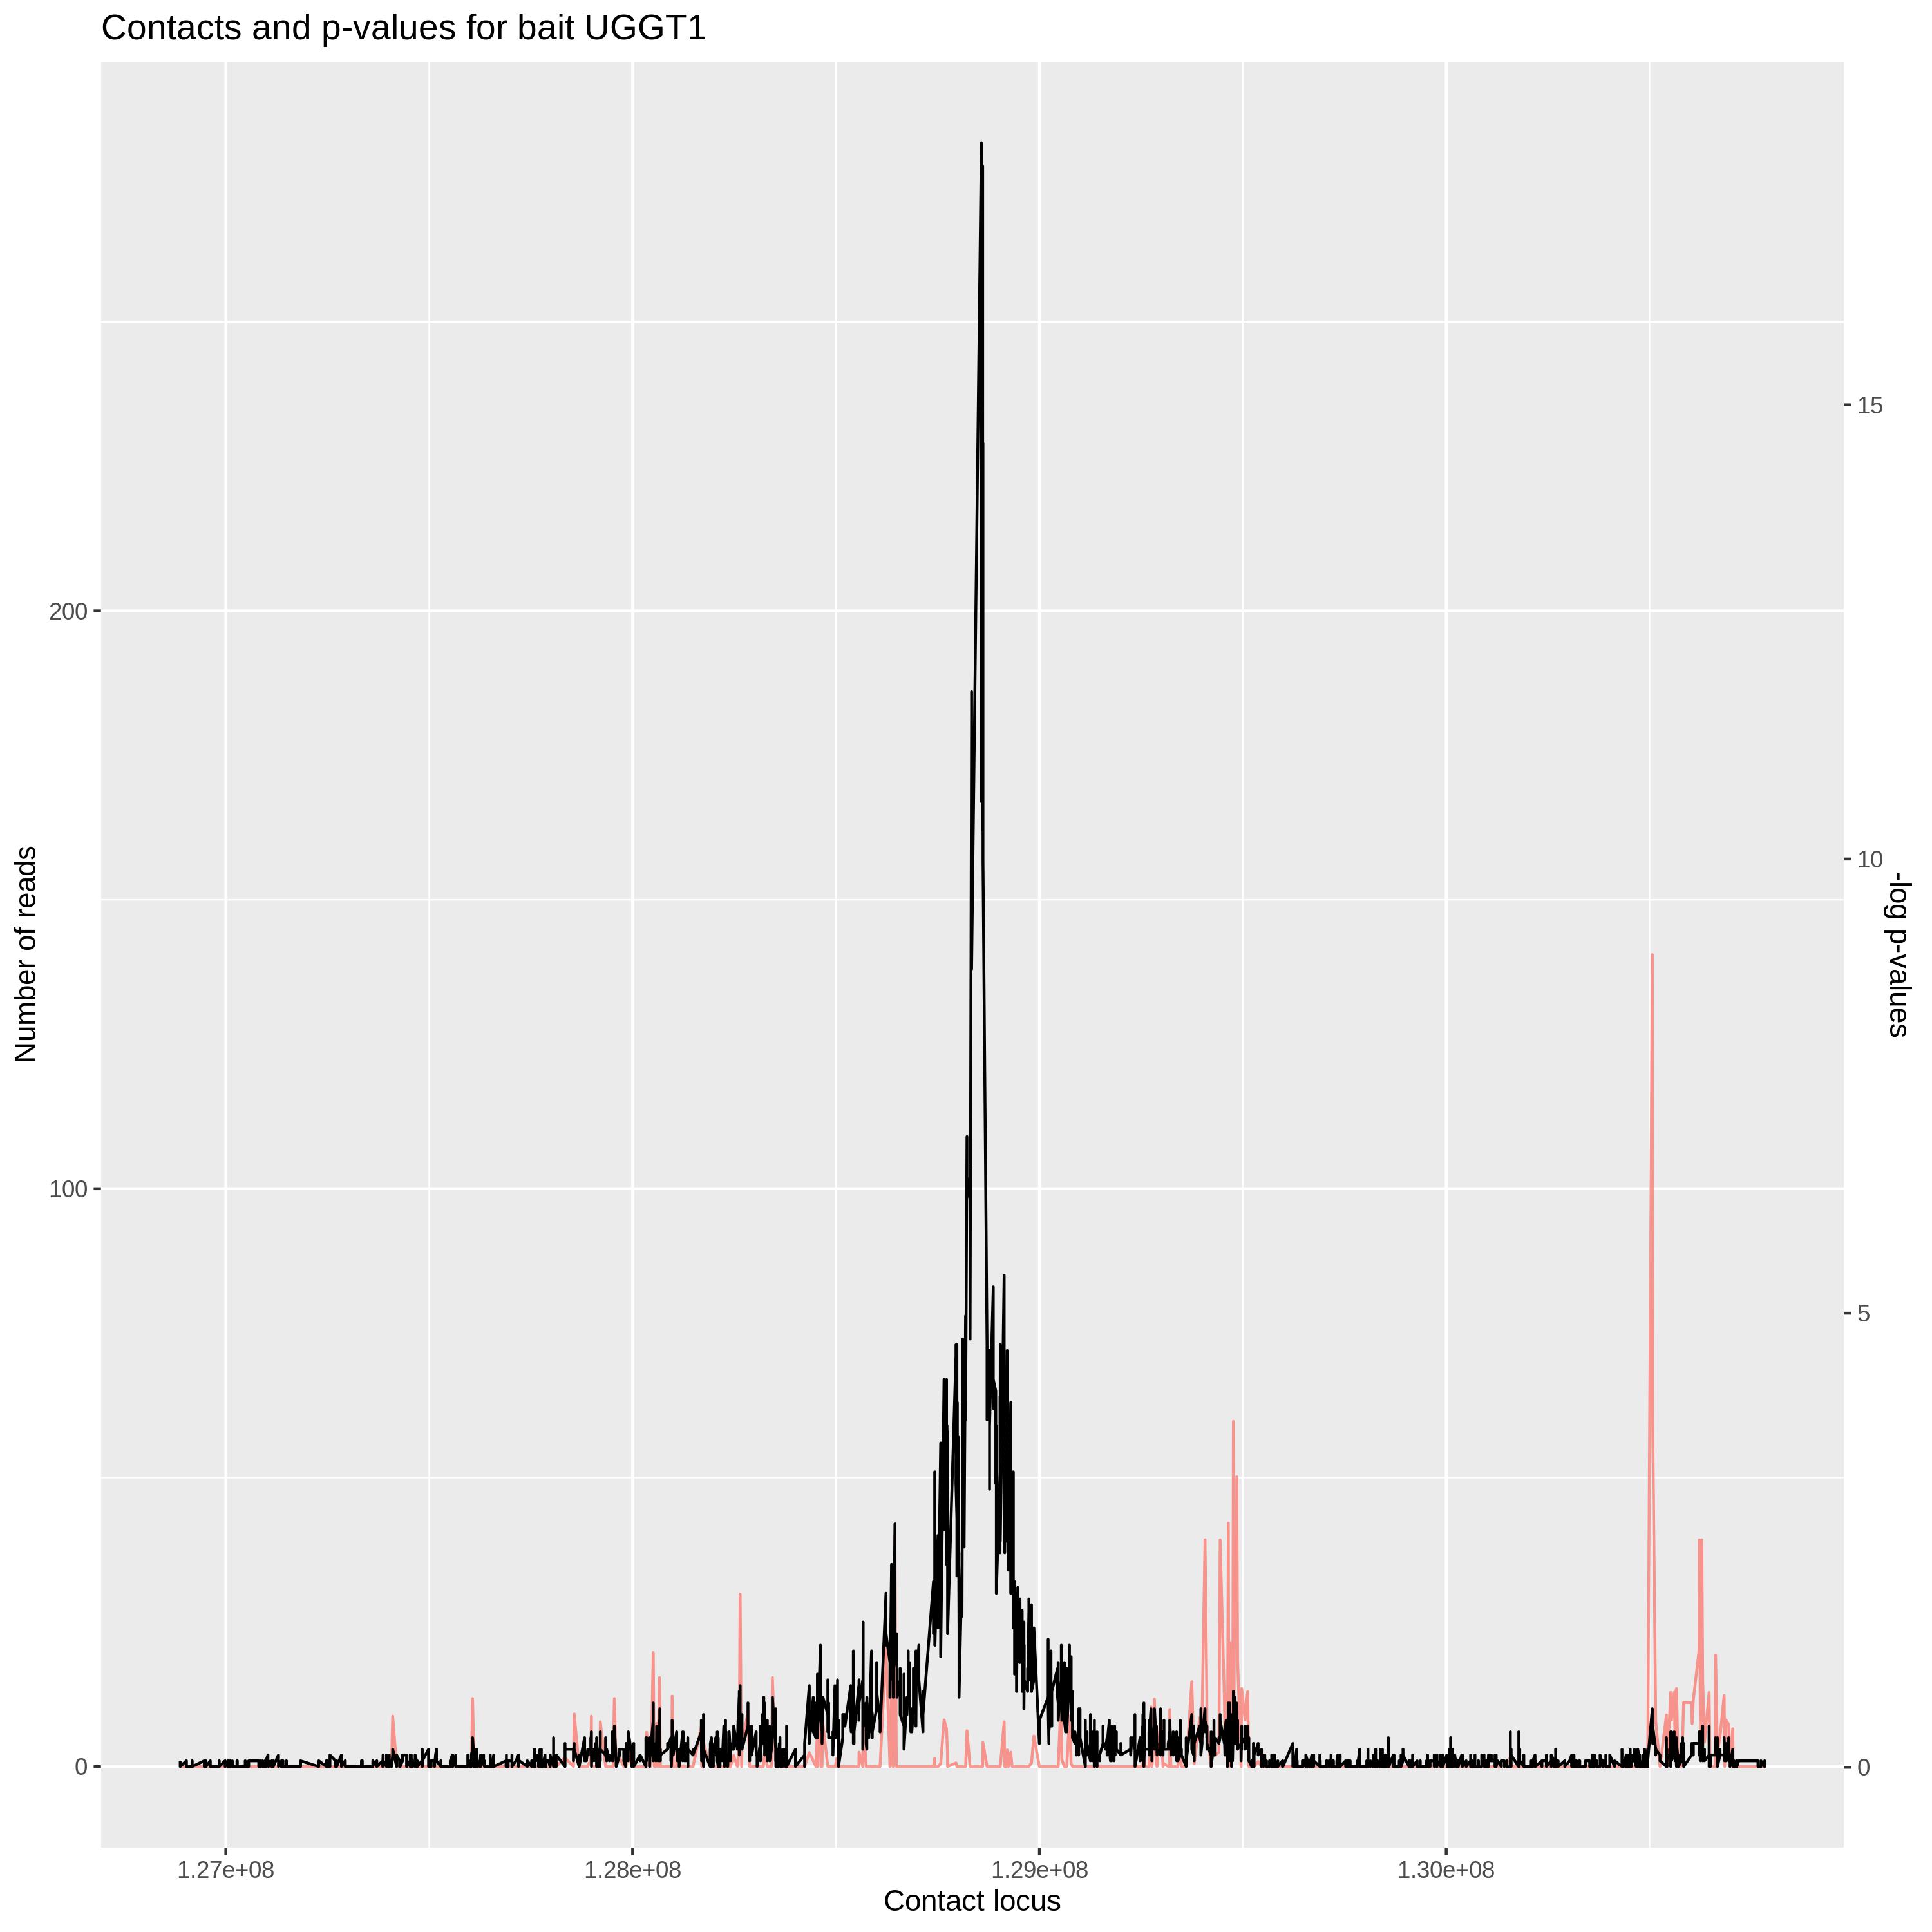 Contacts and p-values for bait UGGT1
Number of reads
200
100
0
15
10
5
0
-log p-values
1.27e+08 1.28e+08 1.29e+08 1.30e+08
Contact locus